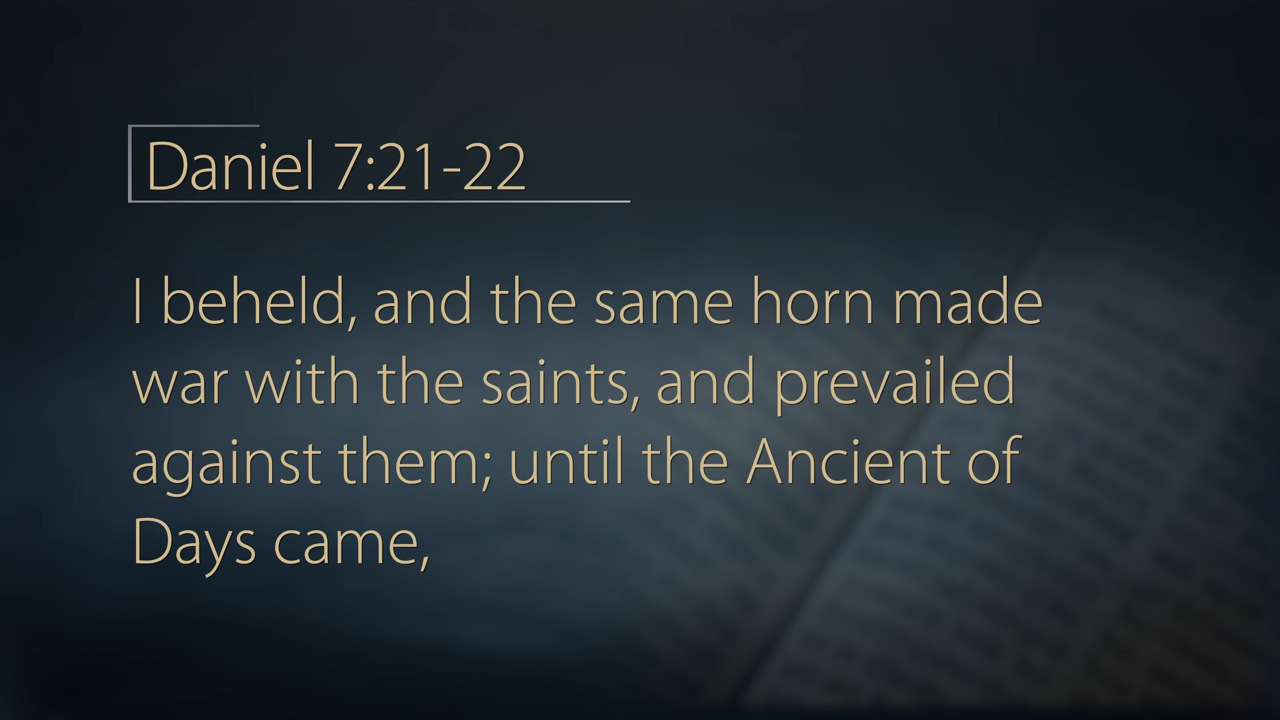 Daniel 7:21-22
I beheld, and the same horn made
war with the saints, and prevailed
against them; until the Ancient of
Days came,